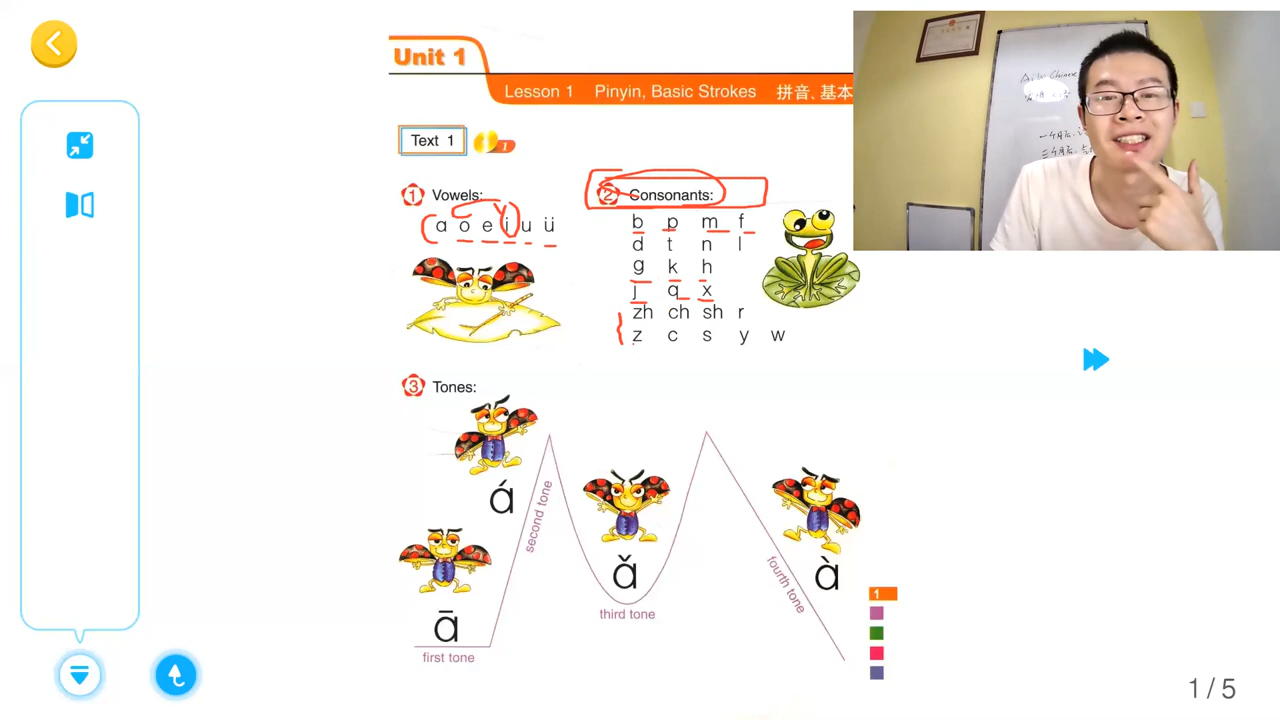 Unit 1
Lesson 1 Pinyin, Basic Strokes 拼音、基本
Text 1
1
1 Vowels:
a o e i u ü
2 Consonants:
b p m f
d t n l
g k h
j q x
zh ch sh r
z c s y w
3 Tones:
ā
first tone
á
second tone
ǎ
third tone
à
fourth tone
1
1 / 5